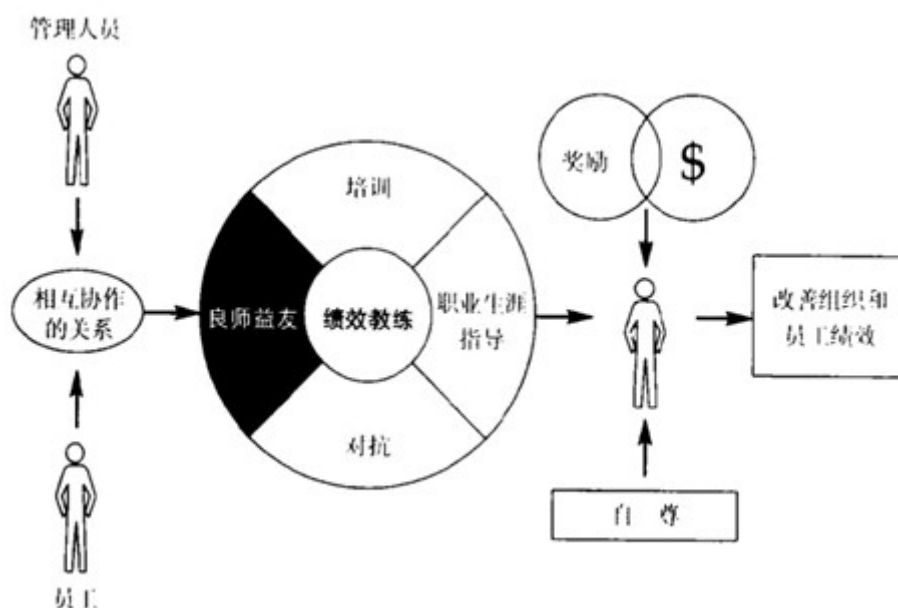 管理人员
奖励
$
培训
相互协作
的关系
良师益友
绩效教练
职业生涯
指导
改善组织和
员工绩效
对抗
自 尊
员工